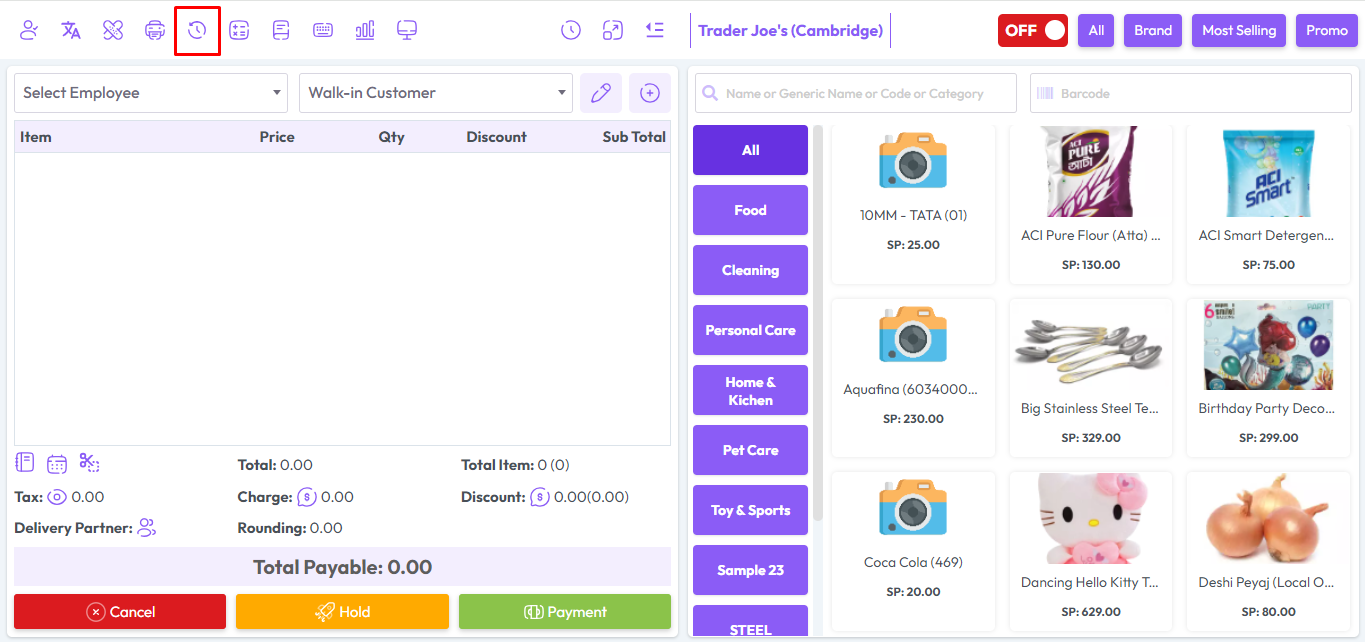 Trader Joe's (Cambridge)
OFF
All
Brand
Most Selling
Promo
Select Employee
Walk-in Customer
Name or Generic Name or Code or Category
Barcode
Item Price Qty Discount Sub Total
Total: 0.00
Total Item: 0 (0)
Tax: 0.00
Charge: 0.00
Discount: 0.00(0.00)
Delivery Partner:
Rounding: 0.00
Total Payable: 0.00
Cancel
Hold
Payment
All
Food
Cleaning
Personal Care
Home &
Kichen
Pet Care
Toy & Sports
Sample 23
STEEL
10MM - TATA (01)
SP: 25.00
ACI
PURE
আটা
ACI Pure Flour (Atta) ...
SP: 130.00
ACI
Smart
ACI Smart Detergen...
SP: 75.00
Aquafina (6034000...
SP: 230.00
Big Stainless Steel Te...
SP: 329.00
6
PARTY
Birthday Party Deco...
SP: 299.00
Coca Cola (469)
SP: 20.00
Dancing Hello Kitty T...
SP: 629.00
Deshi Peyaj (Local O...
SP: 80.00